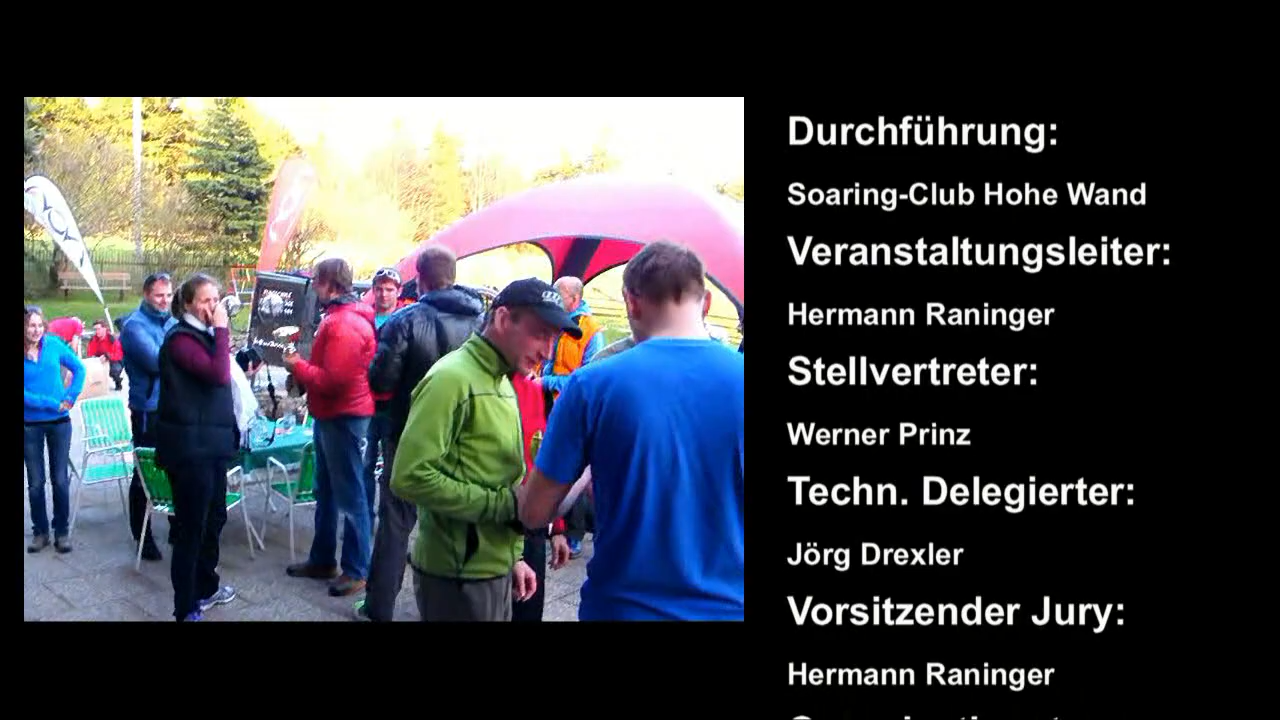 Durchführung:
Soaring-Club Hohe Wand
Veranstaltungsleiter:
Hermann Raninger
Stellvertreter:
Werner Prinz
Techn. Delegierter:
Jörg Drexler
Vorsitzender Jury:
Hermann Raninger